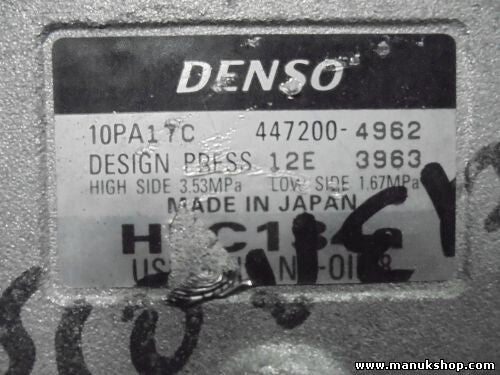 DENSO
10PA17C 447200-4962
DESIGN PRESS 12E 3963
HIGH SIDE 3.53MPa LOW SIDE 1.67MPa
MADE IN JAPAN
www.manukshop.com